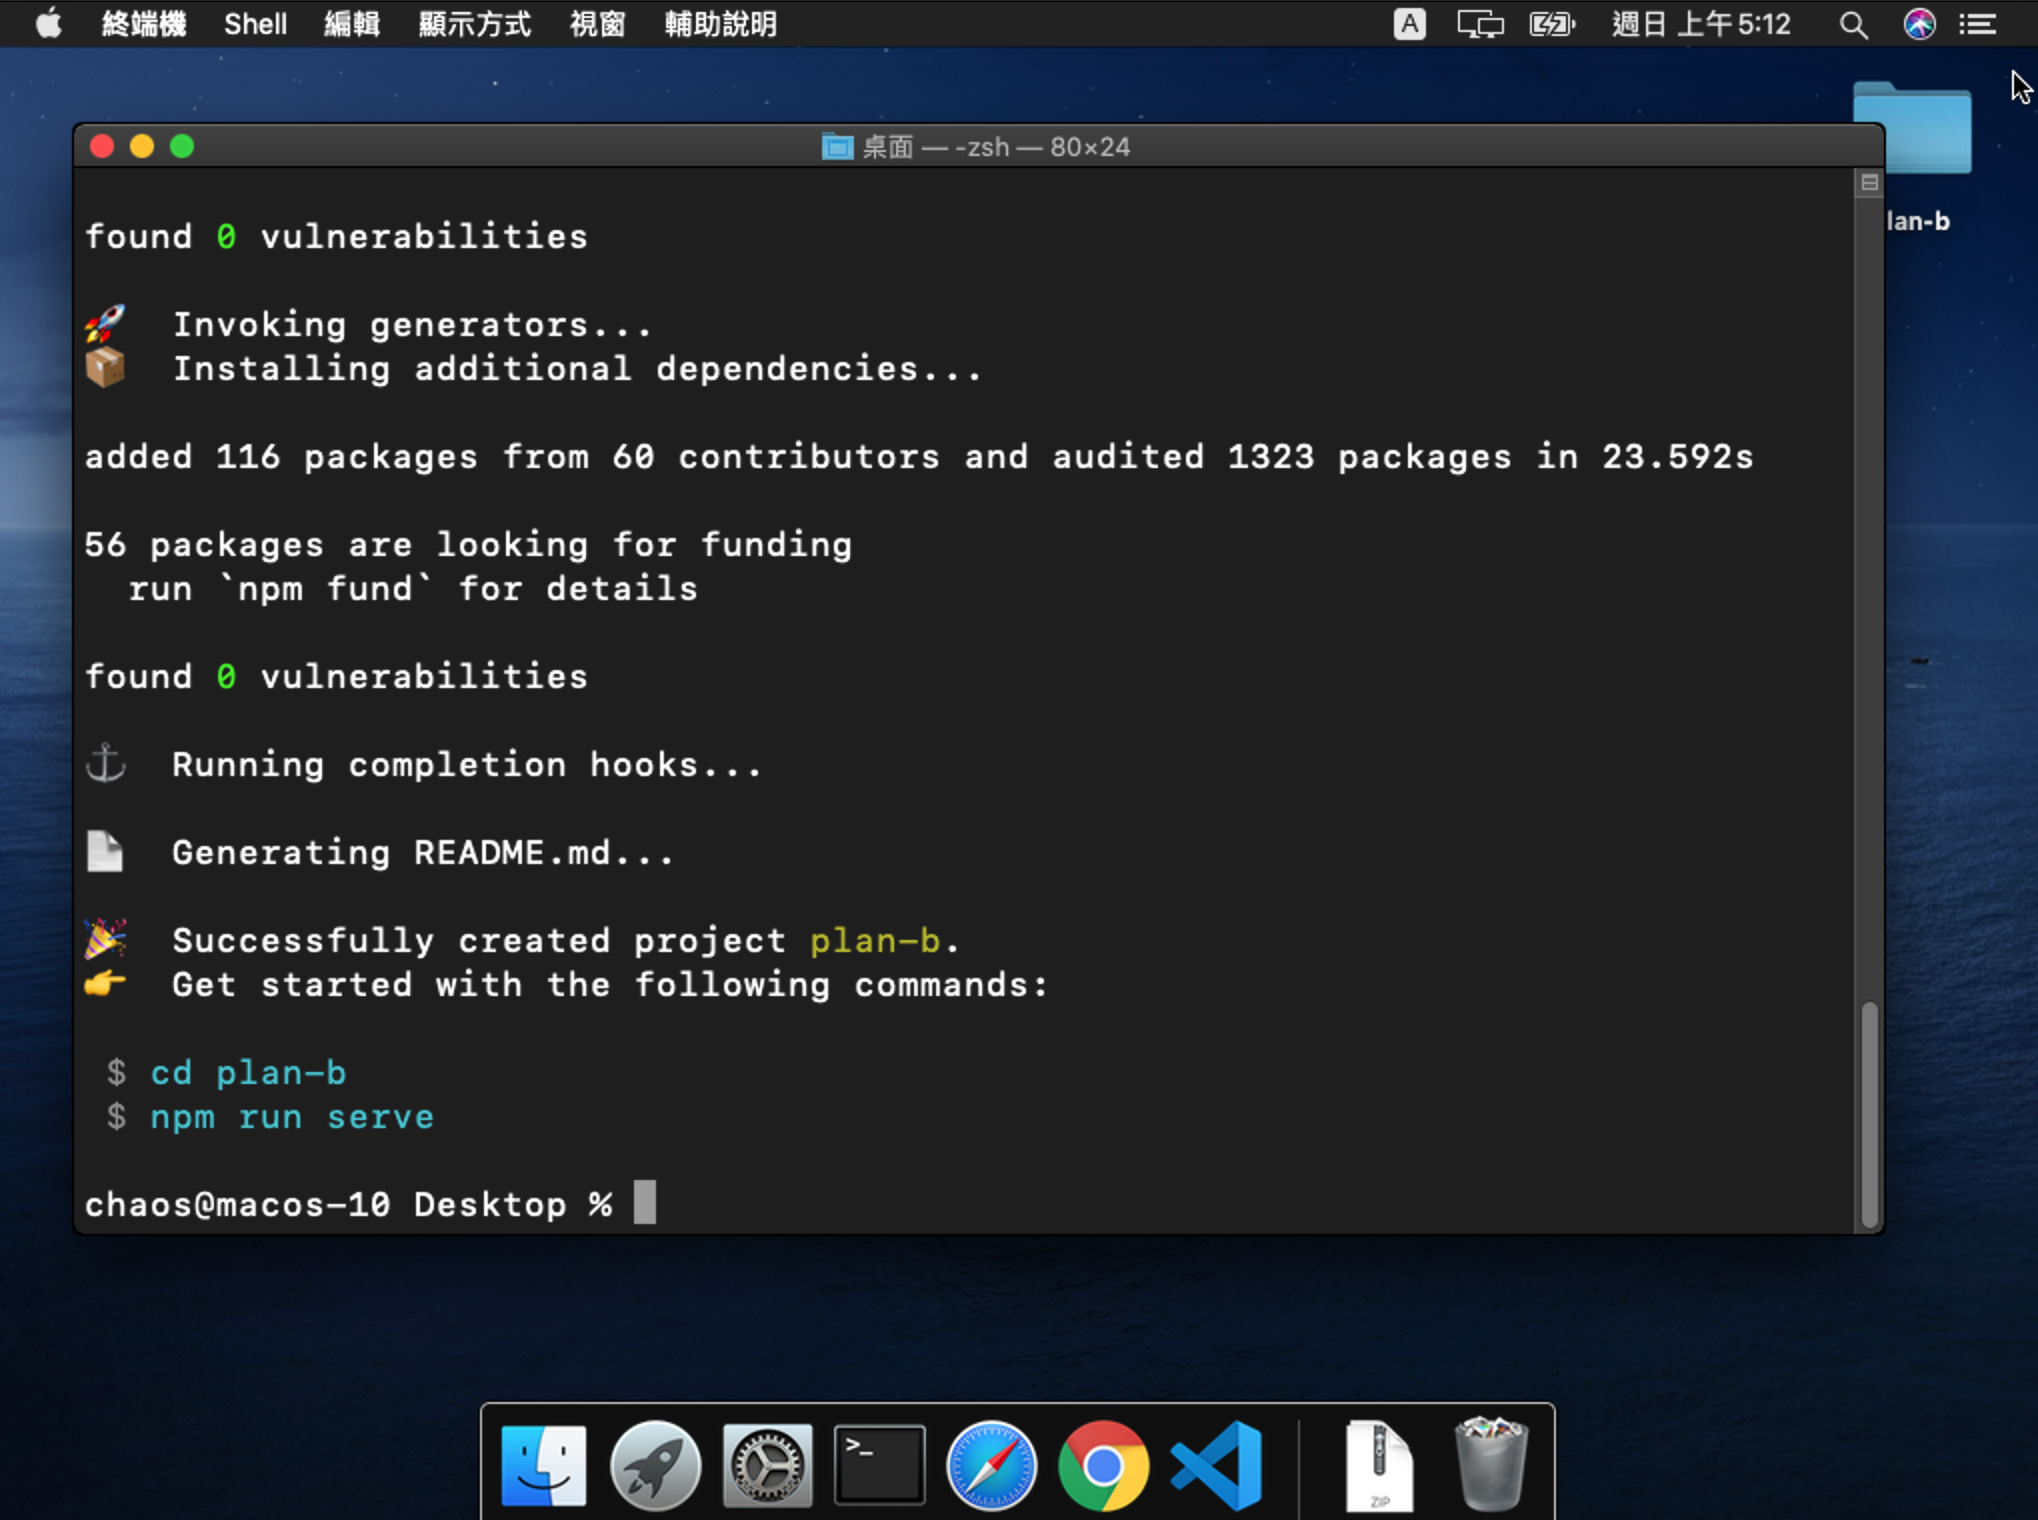 終端機 Shell 編輯 顯示方式 視窗 輔助說明 A 週日 上午5:12
lan-b
桌面 — -zsh — 80×24
found 0 vulnerabilities
Invoking generators...
Installing additional dependencies...
added 116 packages from 60 contributors and audited 1323 packages in 23.592s
56 packages are looking for funding
run `npm fund` for details
found 0 vulnerabilities
Running completion hooks...
Generating README.md...
Successfully created project plan-b.
Get started with the following commands:
$ cd plan-b
$ npm run serve
chaos@macos-10 Desktop %
>_
ZIP